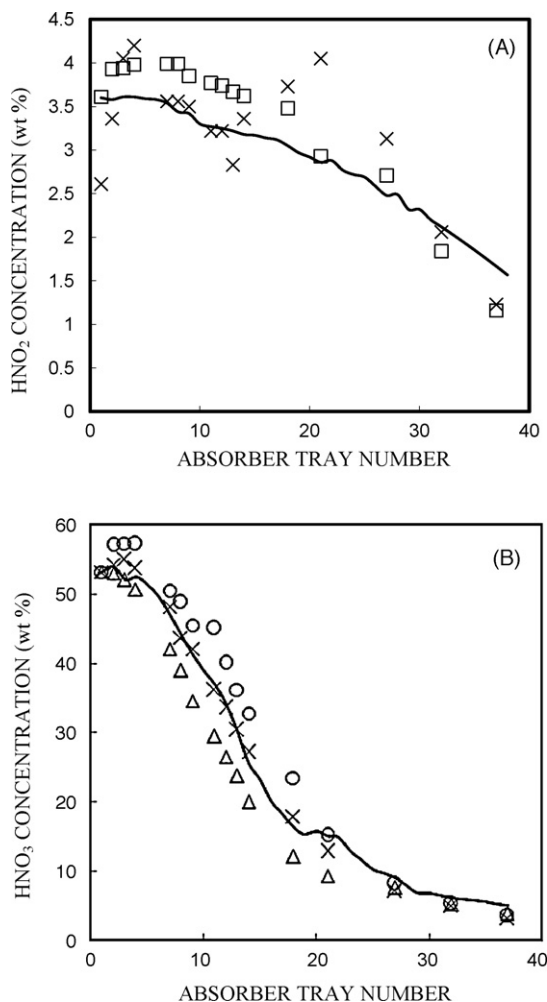 (A)
4.5
4
3.5
3
2.5
2
1.5
1
0.5
0
HNO₂ CONCENTRATION (wt %)
0 10 20 30 40
ABSORBER TRAY NUMBER
(B)
60
50
40
30
20
10
0
HNO₃ CONCENTRATION (wt %)
0 10 20 30 40
ABSORBER TRAY NUMBER